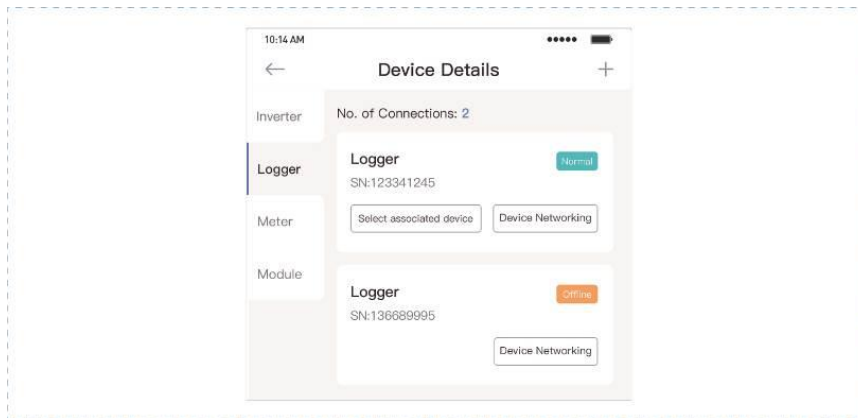 10:14 AM
Device Details
Inverter
Logger
Meter
Module
No. of Connections: 2
Logger
Normal
SN:123341245
Select associated device
Device Networking
Logger
Offline
SN:136689995
Device Networking